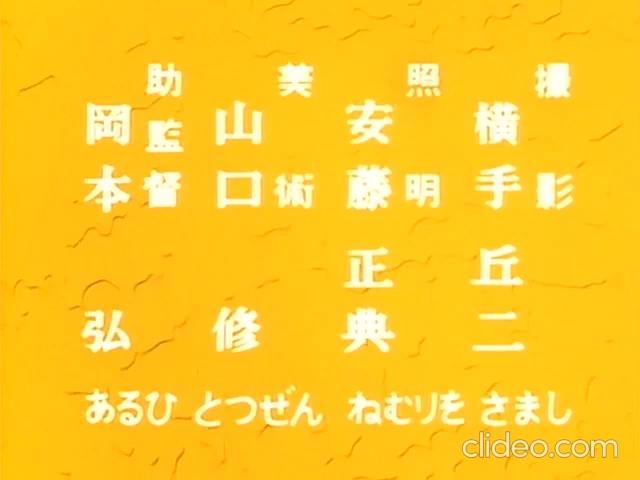 撮影
横手丘二
照明
安藤正典
美術
山口修
助監督
岡本弘
あるひ とつぜん ねむりを さまし
clideo.com